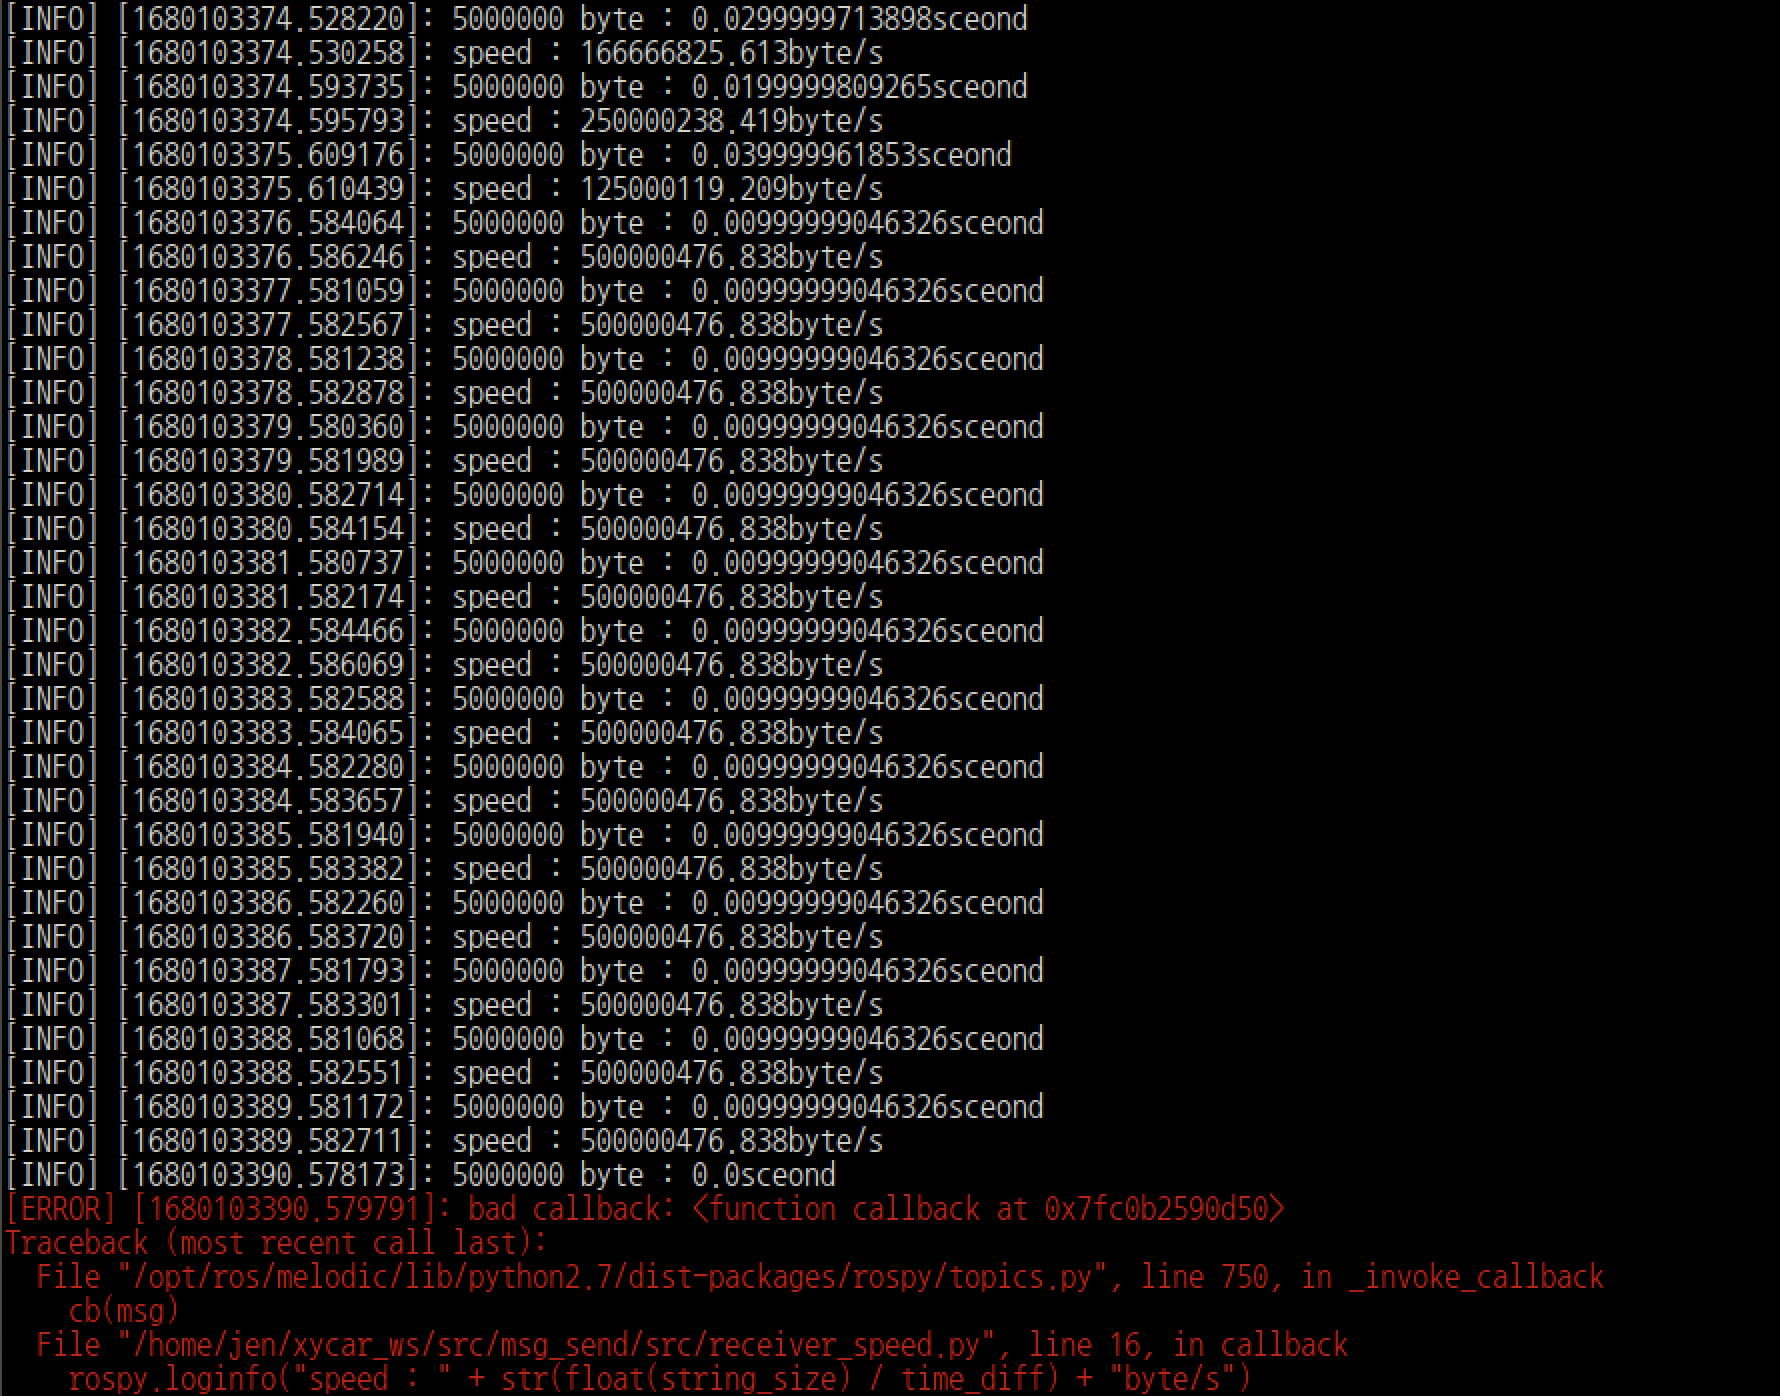 [INFO] [1680103374.528220]: 5000000 byte : 0.0299999713898sceond
[INFO] [1680103374.530258]: speed : 166666825.613byte/s
[INFO] [1680103374.593735]: 5000000 byte : 0.0199999809265sceond
[INFO] [1680103374.595793]: speed : 250000238.419byte/s
[INFO] [1680103375.609176]: 5000000 byte : 0.039999961853sceond
[INFO] [1680103375.610439]: speed : 125000119.209byte/s
[INFO] [1680103376.584064]: 5000000 byte : 0.00999999046326sceond
[INFO] [1680103376.586246]: speed : 500000476.838byte/s
[INFO] [1680103377.581059]: 5000000 byte : 0.00999999046326sceond
[INFO] [1680103377.582567]: speed : 500000476.838byte/s
[INFO] [1680103378.581238]: 5000000 byte : 0.00999999046326sceond
[INFO] [1680103378.582878]: speed : 500000476.838byte/s
[INFO] [1680103379.580360]: 5000000 byte : 0.00999999046326sceond
[INFO] [1680103379.581989]: speed : 500000476.838byte/s
[INFO] [1680103380.582714]: 5000000 byte : 0.00999999046326sceond
[INFO] [1680103380.584154]: speed : 500000476.838byte/s
[INFO] [1680103381.580737]: 5000000 byte : 0.00999999046326sceond
[INFO] [1680103381.582174]: speed : 500000476.838byte/s
[INFO] [1680103382.584466]: 5000000 byte : 0.00999999046326sceond
[INFO] [1680103382.586069]: speed : 500000476.838byte/s
[INFO] [1680103383.582588]: 5000000 byte : 0.00999999046326sceond
[INFO] [1680103383.584065]: speed : 500000476.838byte/s
[INFO] [1680103384.582280]: 5000000 byte : 0.00999999046326sceond
[INFO] [1680103384.583657]: speed : 500000476.838byte/s
[INFO] [1680103385.581940]: 5000000 byte : 0.00999999046326sceond
[INFO] [1680103385.583382]: speed : 500000476.838byte/s
[INFO] [1680103386.582260]: 5000000 byte : 0.00999999046326sceond
[INFO] [1680103386.583720]: speed : 500000476.838byte/s
[INFO] [1680103387.581793]: 5000000 byte : 0.00999999046326sceond
[INFO] [1680103387.583301]: speed : 500000476.838byte/s
[INFO] [1680103388.581068]: 5000000 byte : 0.00999999046326sceond
[INFO] [1680103388.582551]: speed : 500000476.838byte/s
[INFO] [1680103389.581172]: 5000000 byte : 0.00999999046326sceond
[INFO] [1680103389.582711]: speed : 500000476.838byte/s
[INFO] [1680103390.578173]: 5000000 byte : 0.0sceond
[ERROR] [1680103390.579791]: bad callback: <function callback at 0x7fc0b2590d50>
Traceback (most recent call last):
  File "/opt/ros/melodic/lib/python2.7/dist-packages/rospy/topics.py", line 750, in _invoke_callback
    cb(msg)
  File "/home/jen/xycar_ws/src/msg_send/src/receiver_speed.py", line 16, in callback
    rospy.loginfo("speed : " + str(float(string_size) / time_diff) + "byte/s")